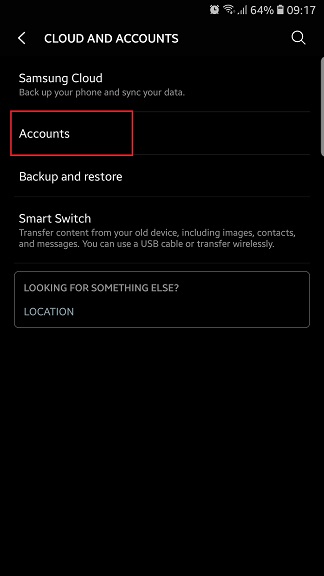 64% 09:17
CLOUD AND ACCOUNTS
Samsung Cloud
Back up your phone and sync your data.
Accounts
Backup and restore
Smart Switch
Transfer content from your old device, including images, contacts,
and messages. You can use a USB cable or transfer wirelessly.
LOOKING FOR SOMETHING ELSE?
LOCATION